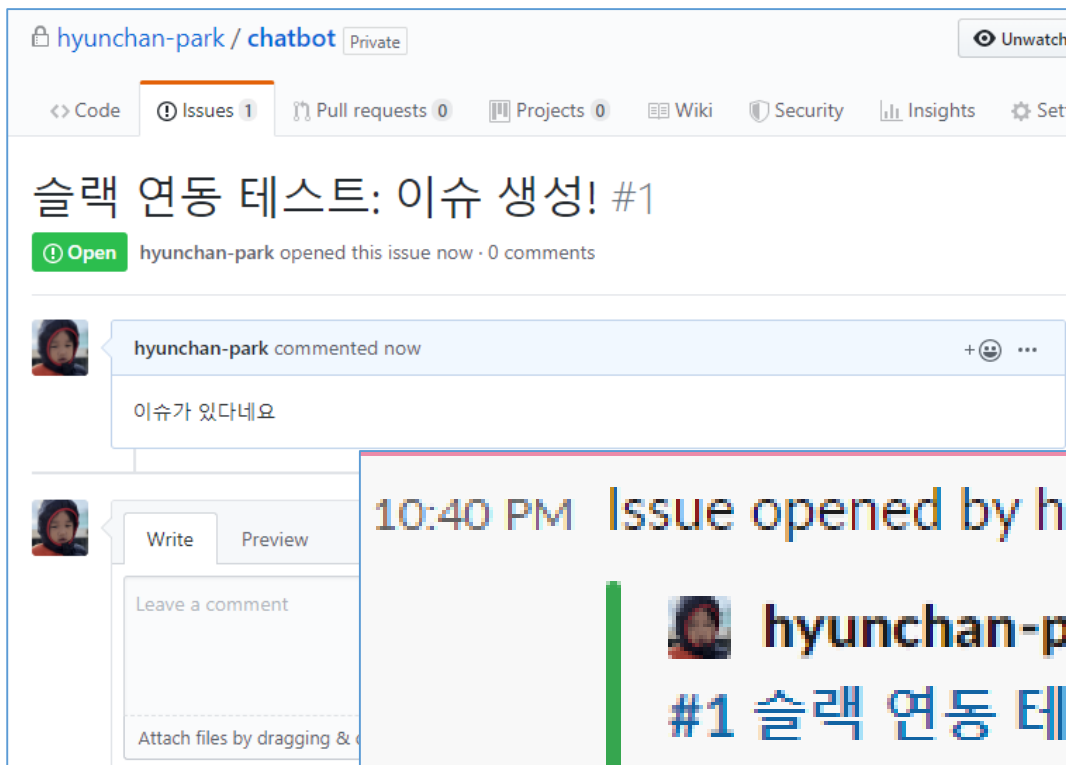 hyunchan-park / chatbot Private
Unwatch
<> Code Issues 1 Pull requests 0 Projects 0 Wiki Security Insights Set
슬랙 연동 테스트: 이슈 생성! #1
Open hyunchan-park opened this issue now · 0 comments
hyunchan-park commented now
이슈가 있다네요
Write Preview
Leave a comment
Attach files by dragging &
10:40 PM Issue opened by h
hyunchan-p
#1 슬랙 연동 테